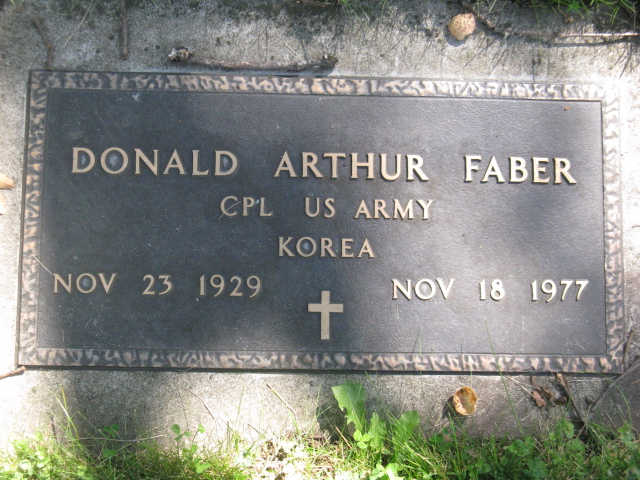 DONALD ARTHUR FABER
CPL US ARMY
KOREA
NOV 23 1929 NOV 18 1977